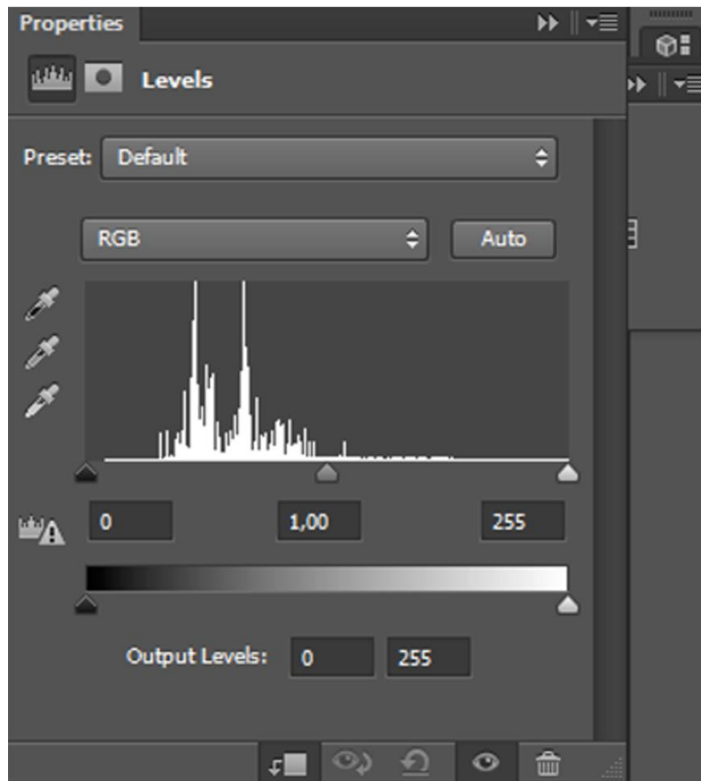 Properties
Levels
Preset: Default
RGB Auto
0 1,00 255
Output Levels: 0 255